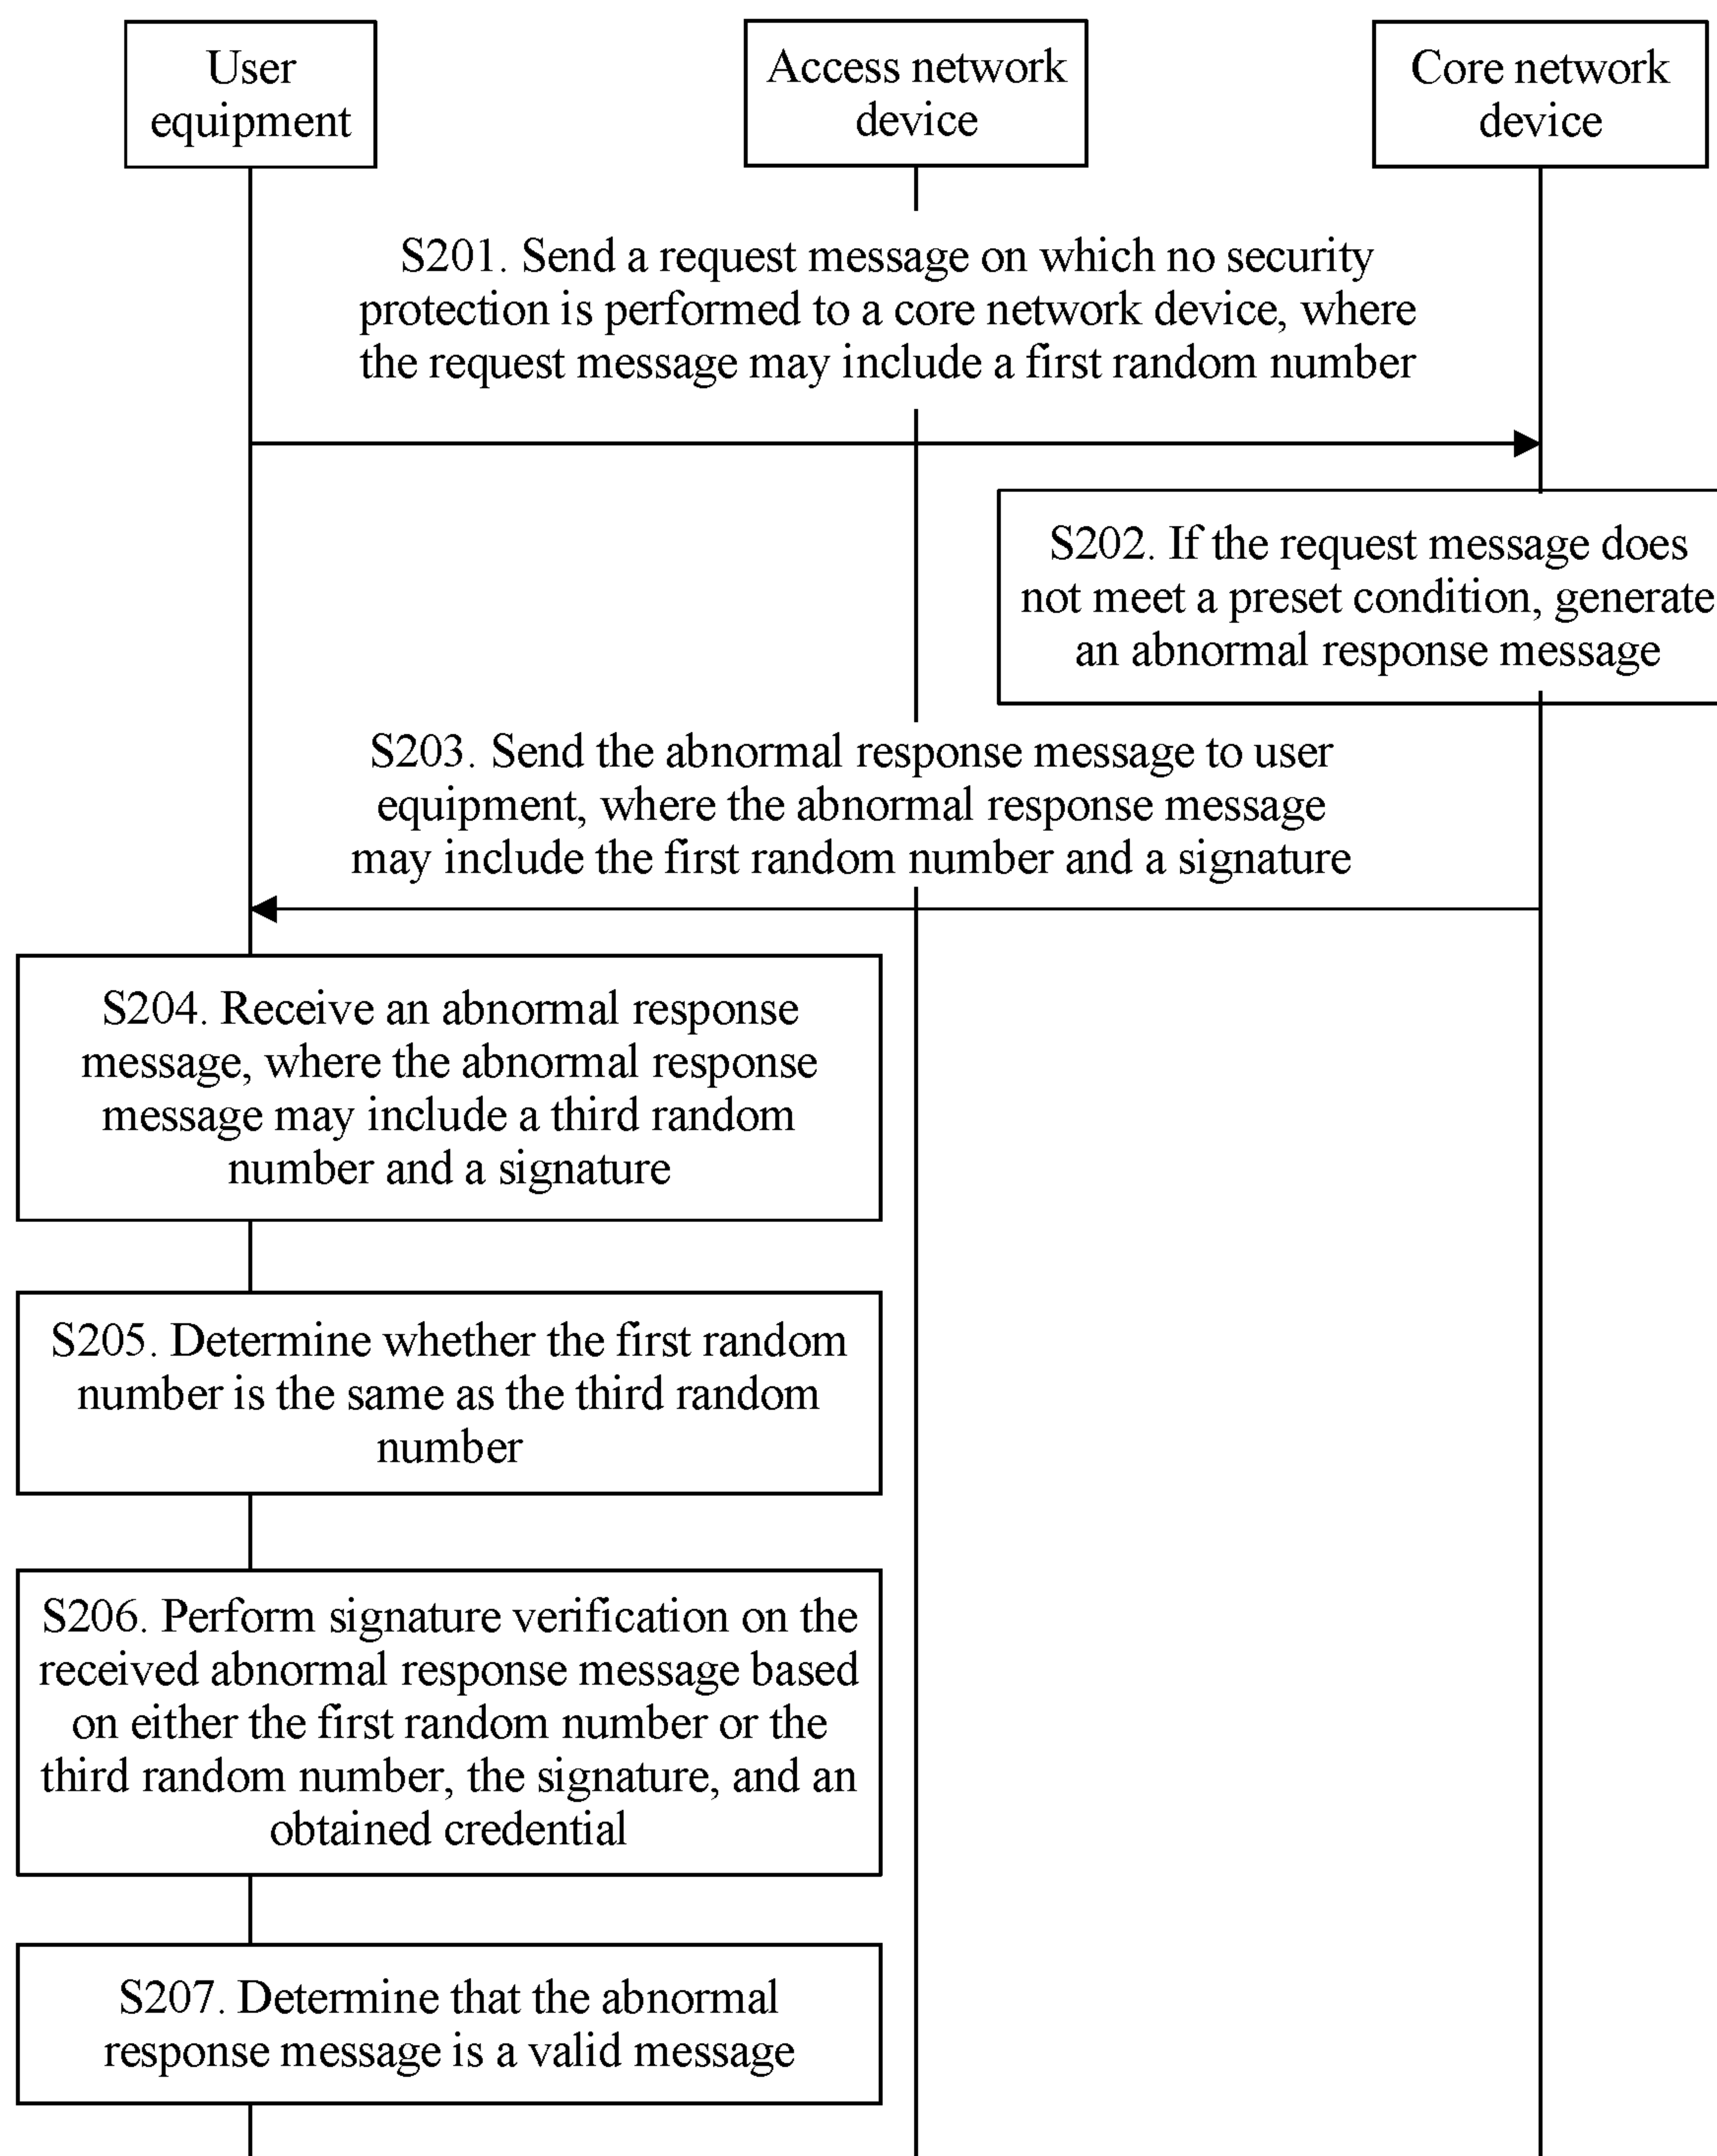 User
equipment
Access network
device
Core network
device
S201. Send a request message on which no security
protection is performed to a core network device, where
the request message may include a first random number
S202. If the request message does
not meet a preset condition, generate
an abnormal response message
S203. Send the abnormal response message to user
equipment, where the abnormal response message
may include the first random number and a signature
S204. Receive an abnormal response
message, where the abnormal response
message may include a third random
number and a signature
S205. Determine whether the first random
number is the same as the third random
number
S206. Perform signature verification on the
received abnormal response message based
on either the first random number or the
third random number, the signature, and an
obtained credential
S207. Determine that the abnormal
response message is a valid message